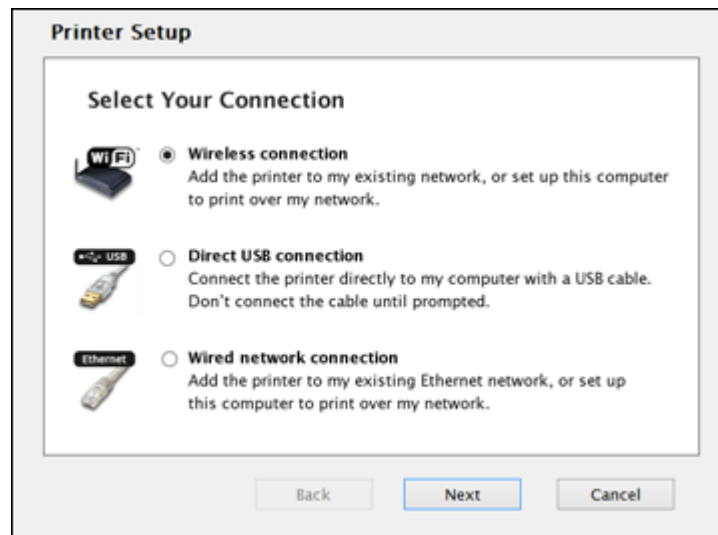 Printer Setup
Select Your Connection
WiFi
Wireless connection
Add the printer to my existing network, or set up this computer
to print over my network.
USB
Direct USB connection
Connect the printer directly to my computer with a USB cable.
Don't connect the cable until prompted.
Ethernet
Wired network connection
Add the printer to my existing Ethernet network, or set up
this computer to print over my network.
Back Next Cancel